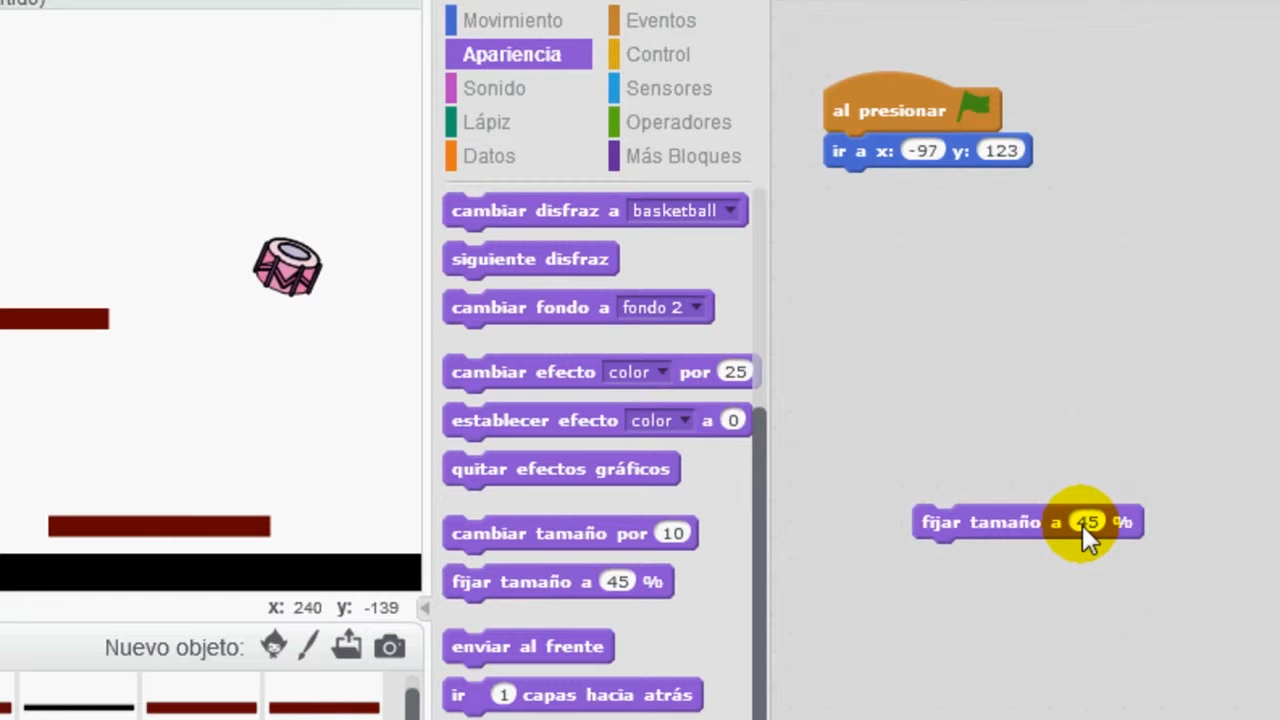 Movimiento
Eventos
Apariencia
Control
Sonido
Sensores
Lápiz
Operadores
Datos
Más Bloques
al presionar
ir a x: -97 y: 123
cambiar disfraz a basketball
siguiente disfraz
cambiar fondo a fondo 2
cambiar efecto color por 25
establecer efecto color a 0
quitar efectos gráficos
cambiar tamaño por 10
fijar tamaño a 45 %
enviar al frente
ir 1 capas hacia atrás
fijar tamaño a 45 %
x: 240 y: -139
Nuevo objeto: